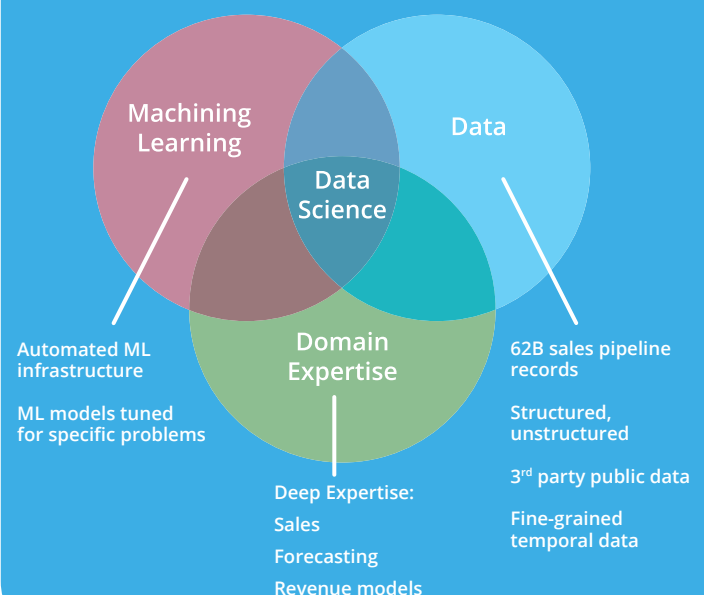 Machining
Learning
Data
Data
Science
Domain
Expertise
Automated ML
infrastructure
ML models tuned
for specific problems
62B sales pipeline
records
Structured,
unstructured
3rd party public data
Fine-grained
temporal data
Deep Expertise:
Sales
Forecasting
Revenue models